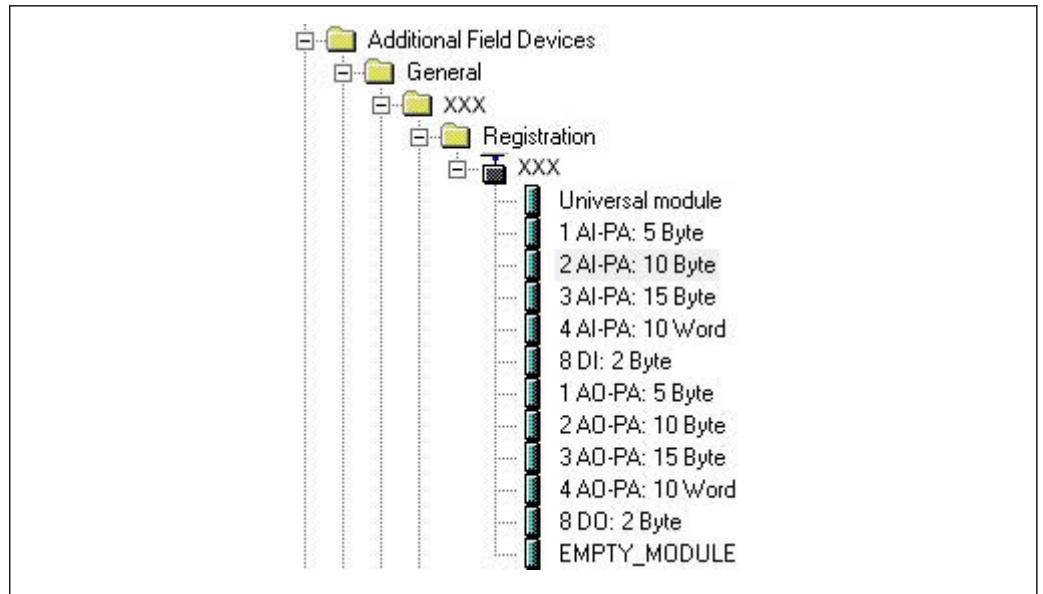 Additional Field Devices
General
XXX
Registration
XXX
Universal module
1 AI-PA: 5 Byte
2 AI-PA: 10 Byte
3 AI-PA: 15 Byte
4 AI-PA: 10 Word
8 DI: 2 Byte
1 AO-PA: 5 Byte
2 AO-PA: 10 Byte
3 AO-PA: 15 Byte
4 AO-PA: 10 Word
8 DO: 2 Byte
EMPTY_MODULE